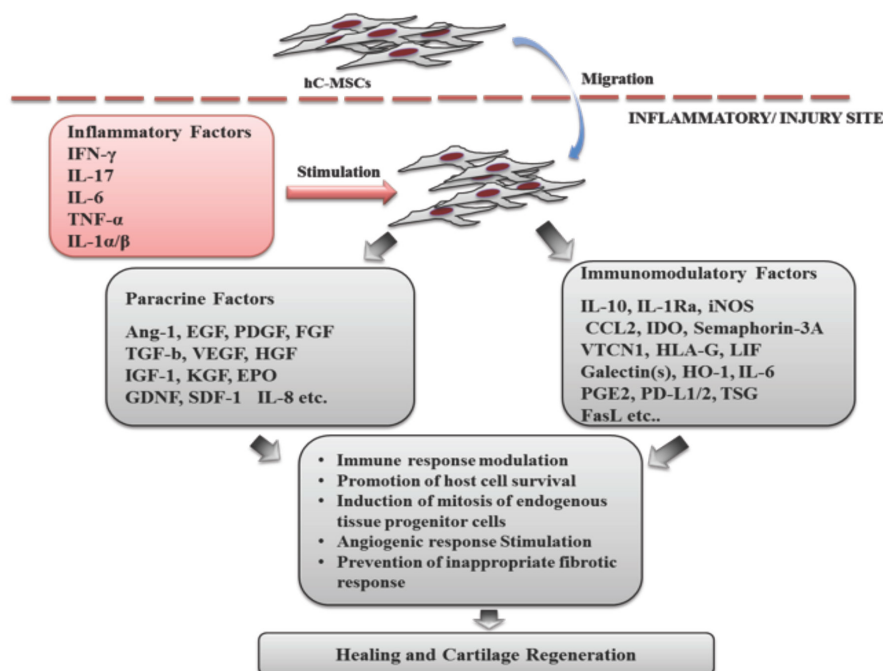 hC-MSCs
Migration
INFLAMMATORY/ INJURY SITE
Inflammatory Factors
IFN-γ
IL-17
IL-6
TNF-α
IL-1α/β
Stimulation
Paracrine Factors
Ang-1, EGF, PDGF, FGF
TGF-b, VEGF, HGF
IGF-1, KGF, EPO
GDNF, SDF-1 IL-8 etc.
Immunomodulatory Factors
IL-10, IL-1Ra, iNOS
CCL2, IDO, Semaphorin-3A
VTCN1, HLA-G, LIF
Galectin(s), HO-1, IL-6
PGE2, PD-L1/2, TSG
FasL etc..
• Immune response modulation
• Promotion of host cell survival
• Induction of mitosis of endogenous
tissue progenitor cells
• Angiogenic response Stimulation
• Prevention of inappropriate fibrotic
response
Healing and Cartilage Regeneration